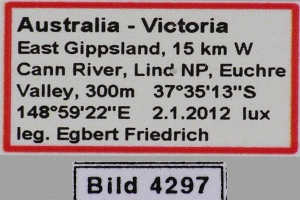 Australia - Victoria
East Gippsland, 15 km W
Cann River, Lind NP, Euchre
Valley, 300m 37°35'13"S
148°59'22"E 2.1.2012 lux
leg. Egbert Friedrich
Bild 4297